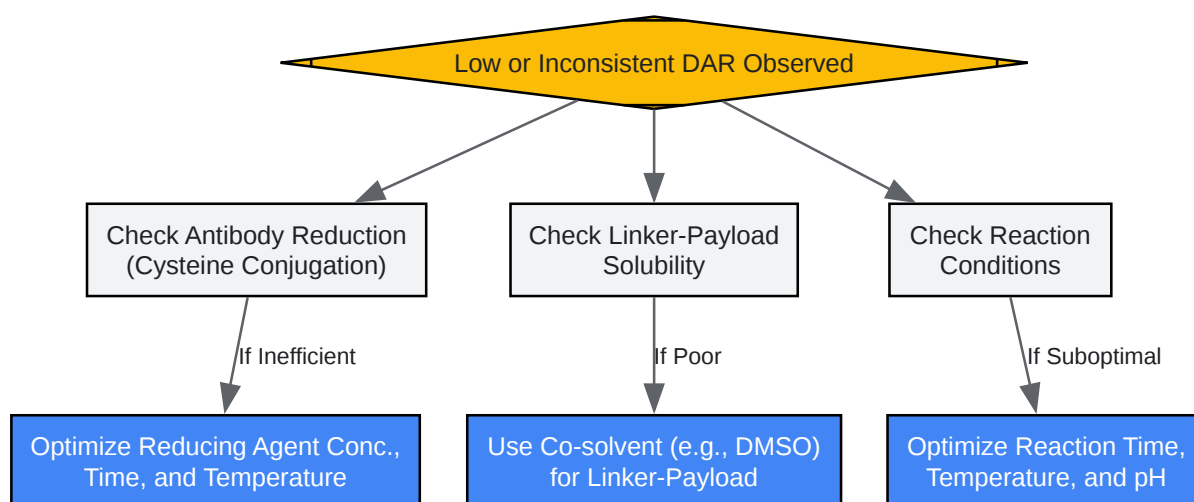 Low or Inconsistent DAR Observed
Check Antibody Reduction
(Cysteine Conjugation)
Check Linker-Payload
Solubility
Check Reaction
Conditions
If Inefficient
If Poor
If Suboptimal
Optimize Reducing Agent Conc.,
Time, and Temperature
Use Co-solvent (e.g., DMSO)
for Linker-Payload
Optimize Reaction Time,
Temperature, and pH